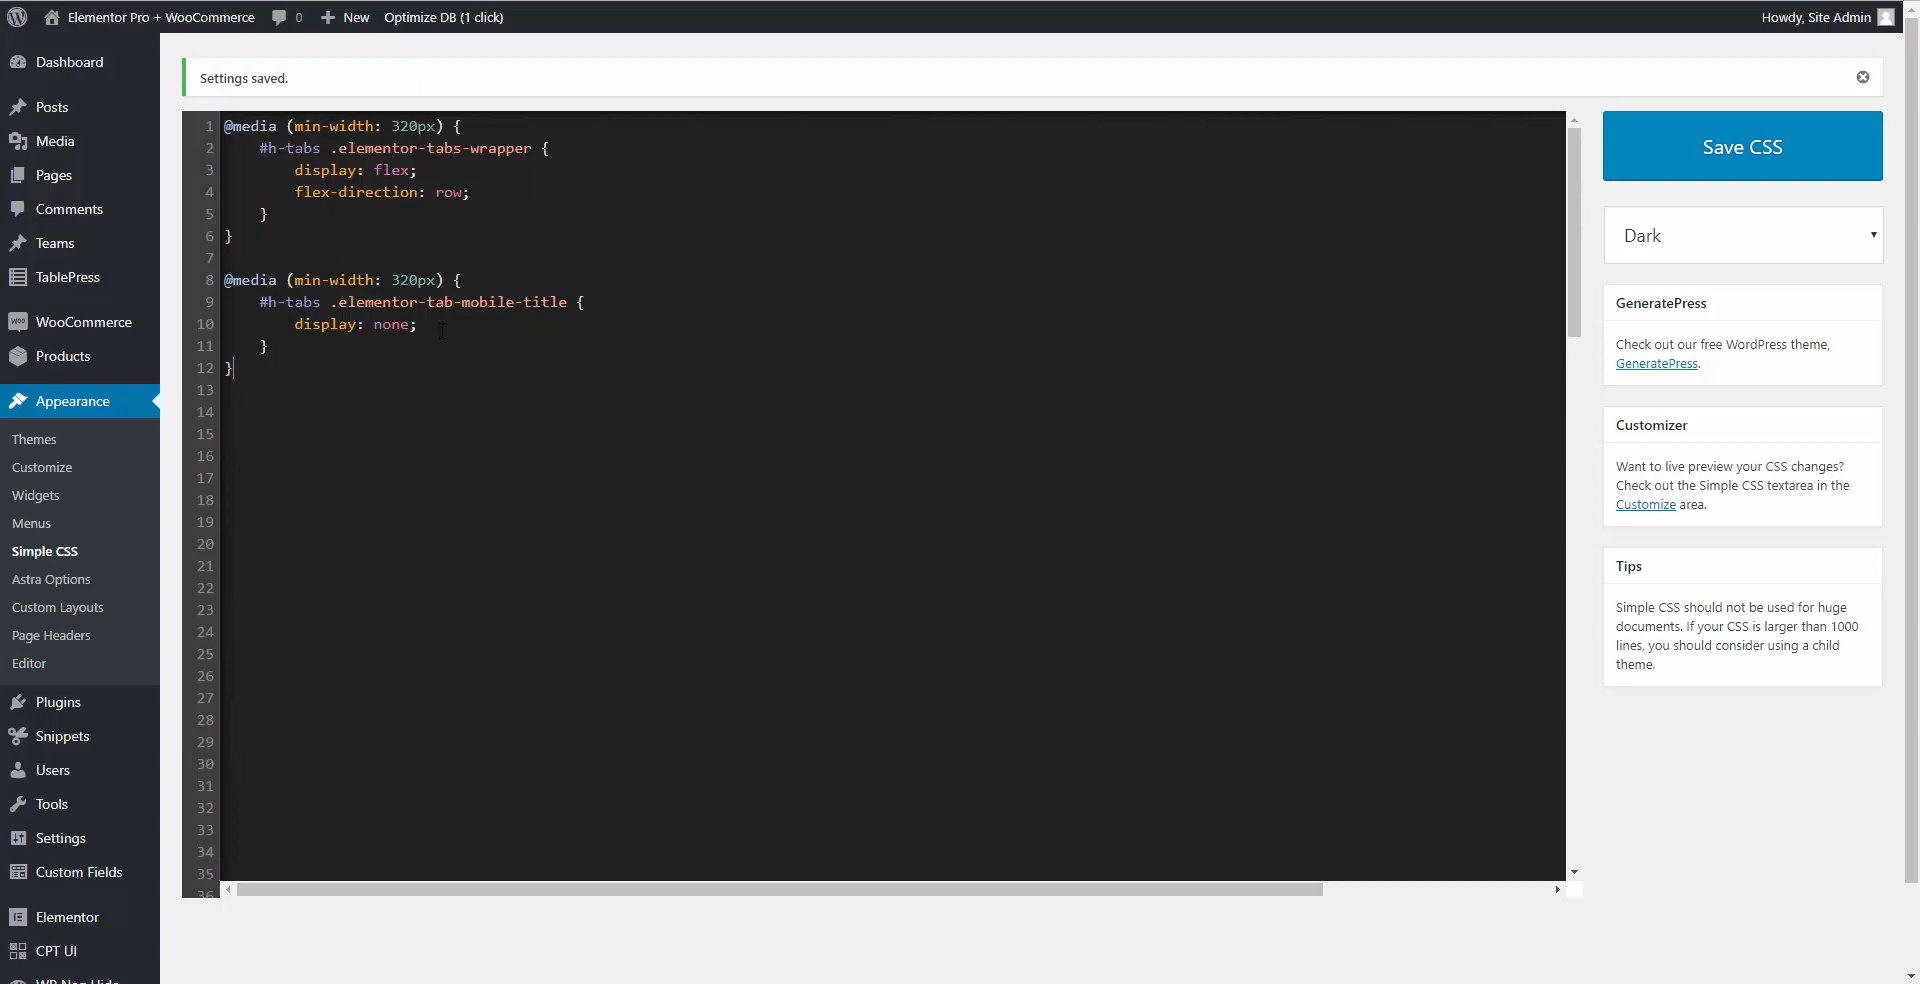 Elementor Pro + WooCommerce 0 New Optimize DB (1 click) Howdy, Site Admin
Dashboard
Posts
Media
Pages
Comments
Teams
TablePress
WooCommerce
Products
Appearance
Themes
Customize
Widgets
Menus
Simple CSS
Astra Options
Custom Layouts
Page Headers
Editor
Plugins
Snippets
Users
Tools
Settings
Custom Fields
Elementor
CPT UI
Settings saved.
1 @media (min-width: 320px) {
2 #h-tabs .elementor-tabs-wrapper {
3 display: flex;
4 flex-direction: row;
5 }
6 }
7
8 @media (min-width: 320px) {
9 #h-tabs .elementor-tab-mobile-title {
10 display: none;
11 }
12 }
13
14
15
16
17
18
19
20
21
22
23
24
25
26
27
28
29
30
31
32
33
34
35
36
Save CSS
Dark
GeneratePress
Check out our free WordPress theme,
GeneratePress.
Customizer
Want to live preview your CSS changes?
Check out the Simple CSS textarea in the
Customize area.
Tips
Simple CSS should not be used for huge
documents. If your CSS is larger than 1000
lines, you should consider using a child
theme.